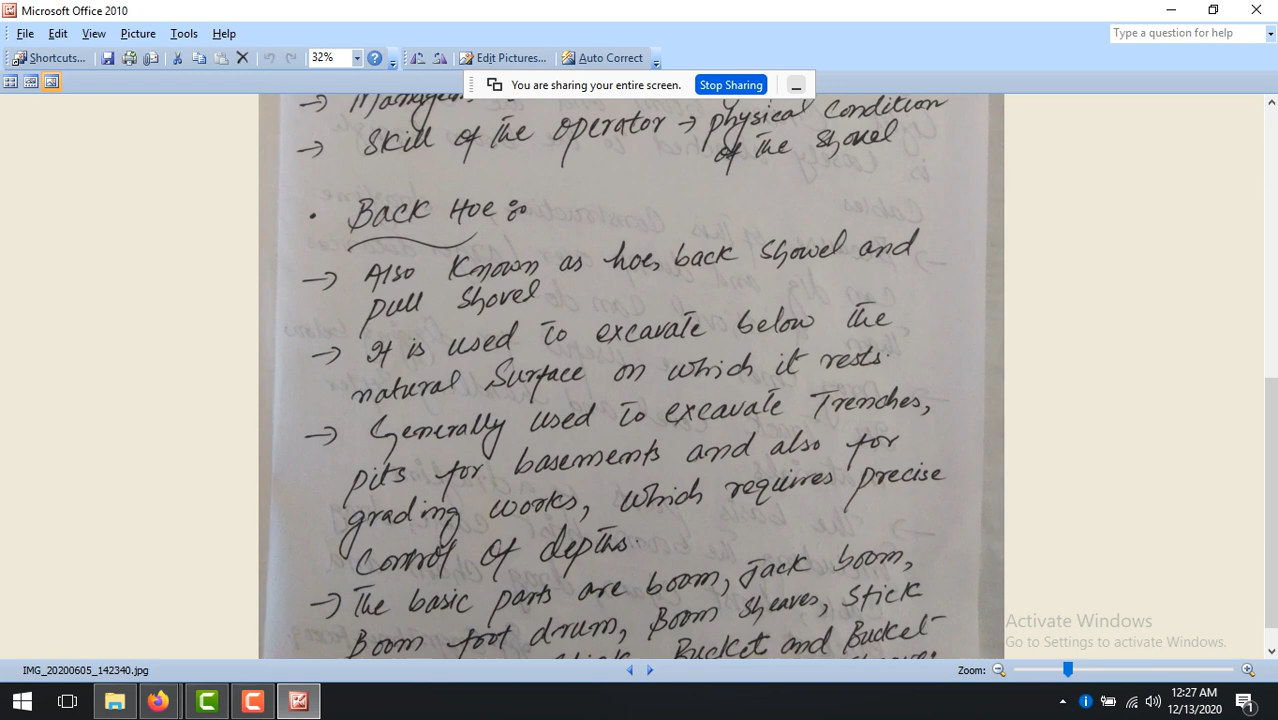 Microsoft Office 2010
File Edit View Picture Tools Help
Type a question for help
Shortcuts... 32% Edit Pictures... Auto Correct
You are sharing your entire screen. Stop Sharing
→ Skill of the operator → physical condition
of the shovel
• Back Hoe :-
→ Also Known as hoe, back showel and
pull shovel
→ It is used to excavate below the
natural Surface on which it rests.
→ Generally used to excavate Trenches,
pits for basements and also for
grading works, which requires precise
Control of depths.
→ The basic parts are boom, Jack boom,
Boom foot drum, Boom sheaves, Stick
Bucket and Bucket
Activate Windows
Go to Settings to activate Windows.
IMG_20200605_142340.jpg
Zoom:
12:27 AM
12/13/2020
1